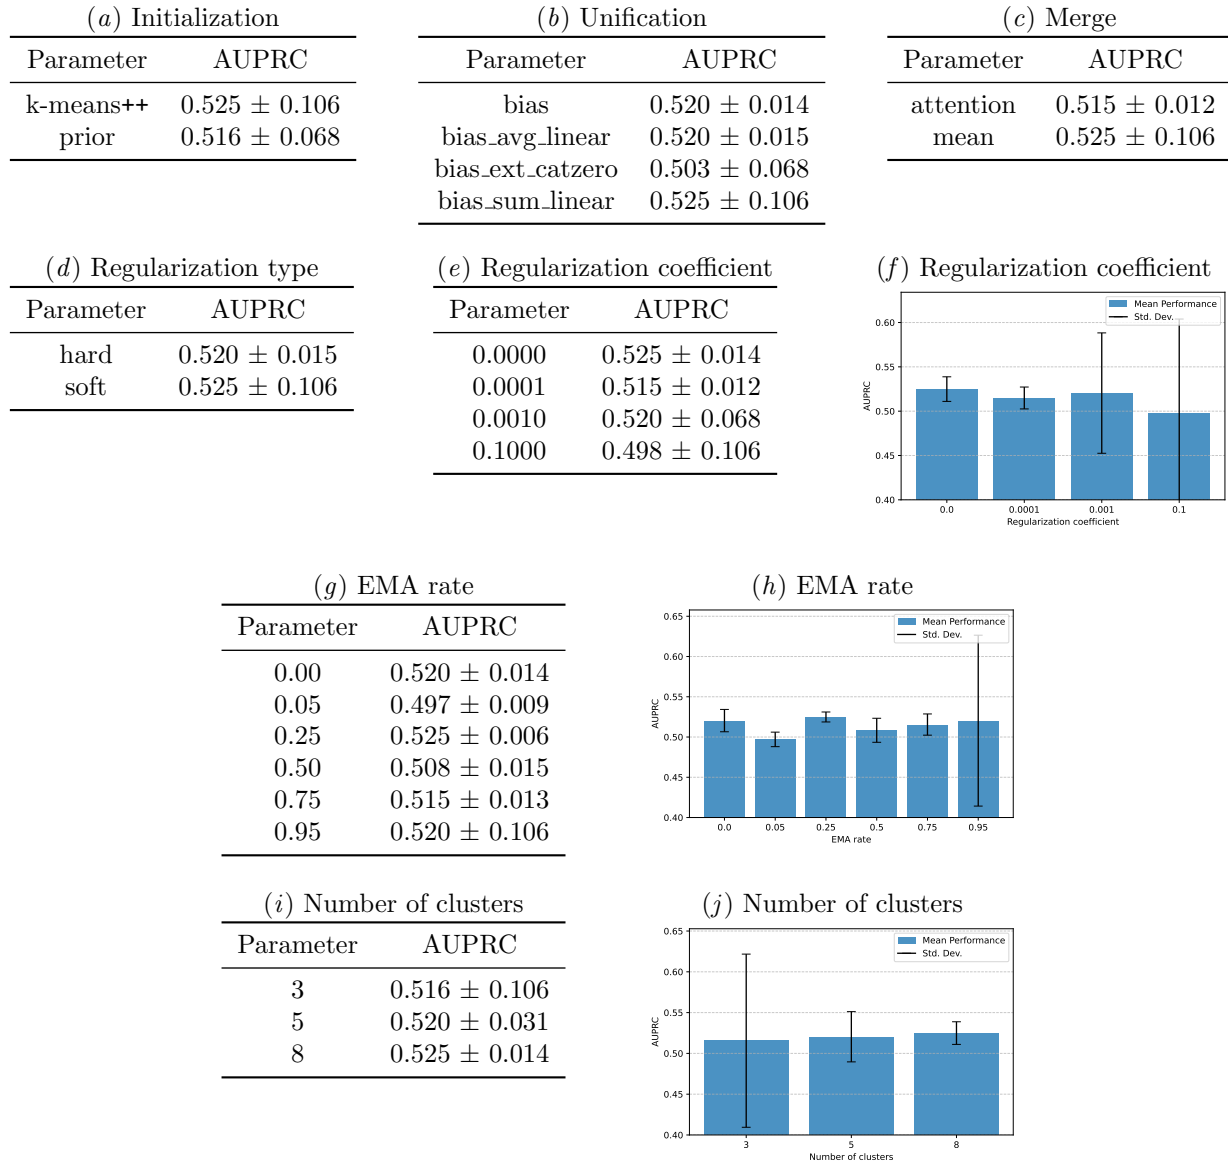 (a) Initialization
Parameter AUPRC
k-means++ 0.525 ± 0.106
prior 0.516 ± 0.068
(b) Unification
Parameter AUPRC
bias 0.520 ± 0.014
bias_avg_linear 0.520 ± 0.015
bias_ext_catzero 0.503 ± 0.068
bias_sum_linear 0.525 ± 0.106
(c) Merge
Parameter AUPRC
attention 0.515 ± 0.012
mean 0.525 ± 0.106
(d) Regularization type
Parameter AUPRC
hard 0.520 ± 0.015
soft 0.525 ± 0.106
(e) Regularization coefficient
Parameter AUPRC
0.0000 0.525 ± 0.014
0.0001 0.515 ± 0.012
0.0010 0.520 ± 0.068
0.1000 0.498 ± 0.106
(f) Regularization coefficient
Mean Performance
Std. Dev.
AUPRC
0.60
0.55
0.50
0.45
0.40
0.0 0.0001 0.001 0.1
Regularization coefficient
(g) EMA rate
Parameter AUPRC
0.00 0.520 ± 0.014
0.05 0.497 ± 0.009
0.25 0.525 ± 0.006
0.50 0.508 ± 0.015
0.75 0.515 ± 0.013
0.95 0.520 ± 0.106
(h) EMA rate
Mean Performance
Std. Dev.
AUPRC
0.65
0.60
0.55
0.50
0.45
0.40
0.0 0.05 0.25 0.5 0.75 0.95
EMA rate
(i) Number of clusters
Parameter AUPRC
3 0.516 ± 0.106
5 0.520 ± 0.031
8 0.525 ± 0.014
(j) Number of clusters
Mean Performance
Std. Dev.
AUPRC
0.65
0.60
0.55
0.50
0.45
0.40
3 5 8
Number of clusters